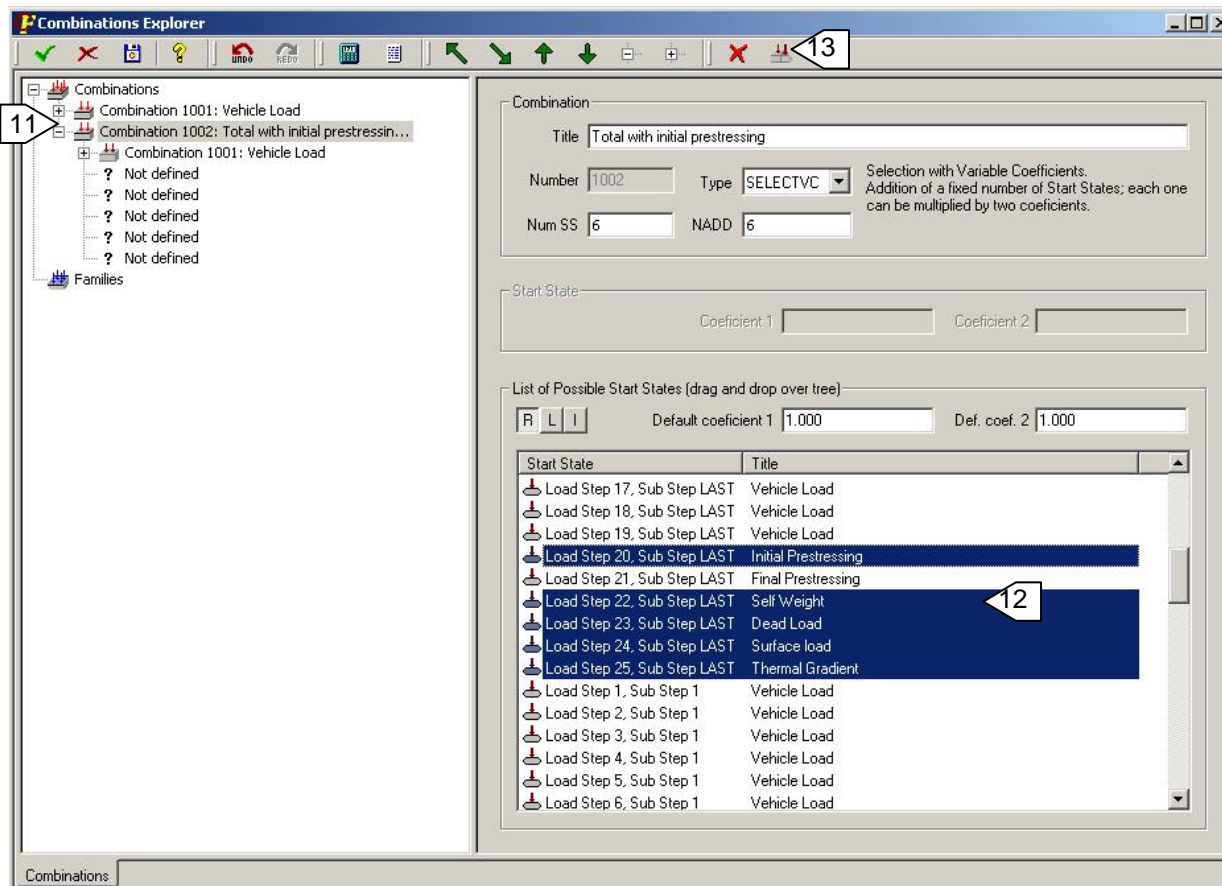 Combinations Explorer
UNDO
REDO
13
Combinations
Combination 1001: Vehicle Load
11
Combination 1002: Total with initial prestressin...
Combination 1001: Vehicle Load
? Not defined
? Not defined
? Not defined
? Not defined
? Not defined
Families
Combination
Title Total with initial prestressing
Number 1002 Type SELECTVC
Selection with Variable Coefficients.
Addition of a fixed number of Start States; each one
can be multiplied by two coeficients.
Num SS 6 NADD 6
Start State
Coeficient 1 Coeficient 2
List of Possible Start States (drag and drop over tree)
R L I Default coeficient 1 1.000 Def. coef. 2 1.000
Start State Title
Load Step 17, Sub Step LAST Vehicle Load
Load Step 18, Sub Step LAST Vehicle Load
Load Step 19, Sub Step LAST Vehicle Load
Load Step 20, Sub Step LAST Initial Prestressing
Load Step 21, Sub Step LAST Final Prestressing
Load Step 22, Sub Step LAST Self Weight
12
Load Step 23, Sub Step LAST Dead Load
Load Step 24, Sub Step LAST Surface load
Load Step 25, Sub Step LAST Thermal Gradient
Load Step 1, Sub Step 1 Vehicle Load
Load Step 2, Sub Step 1 Vehicle Load
Load Step 3, Sub Step 1 Vehicle Load
Load Step 4, Sub Step 1 Vehicle Load
Load Step 5, Sub Step 1 Vehicle Load
Load Step 6, Sub Step 1 Vehicle Load
Combinations